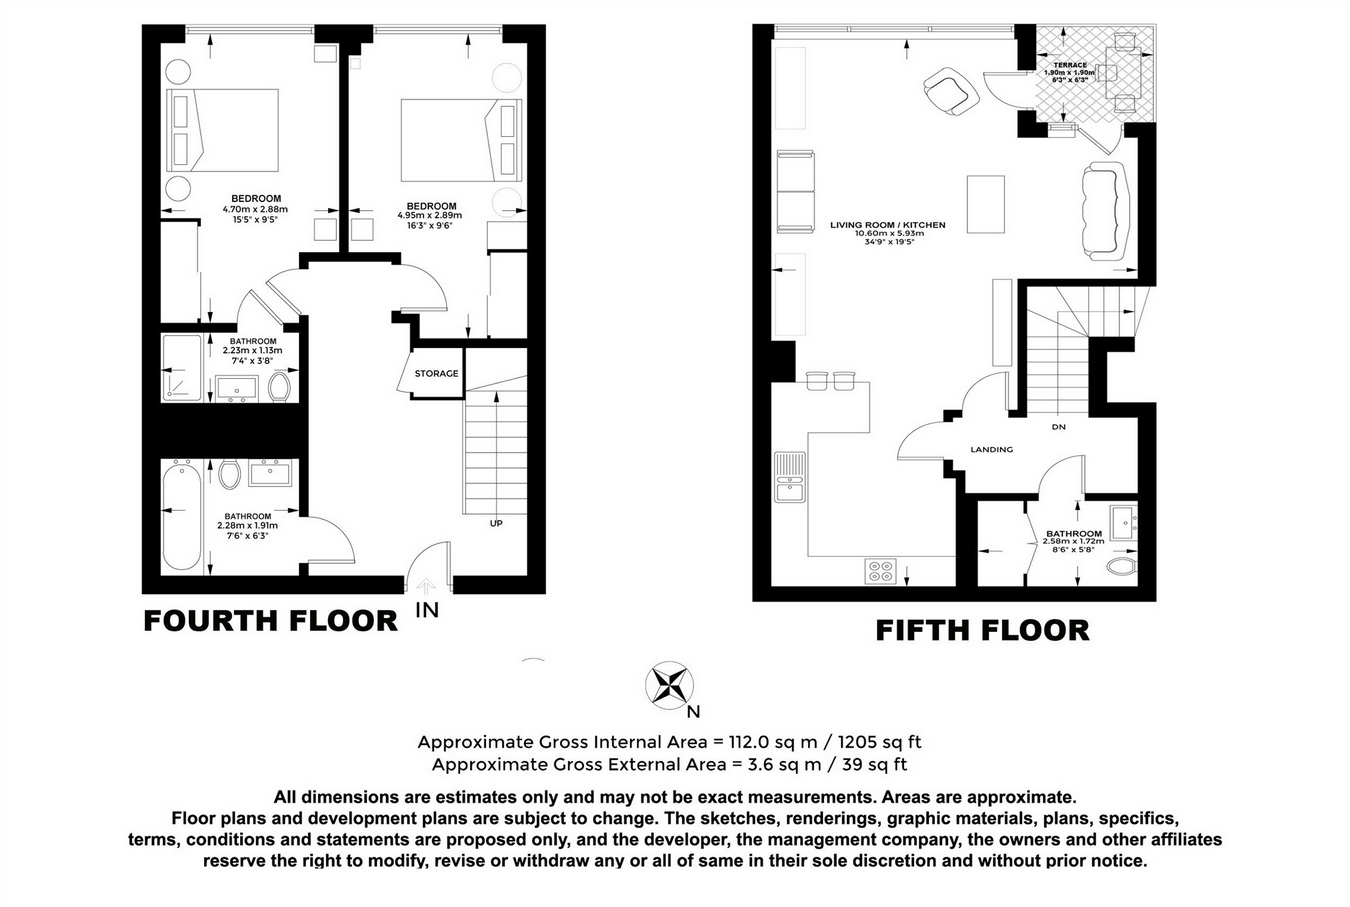 BEDROOM
4.70m x 2.88m
15'5" x 9'5"
BEDROOM
4.95m x 2.89m
16'3" x 9'6"
BATHROOM
2.23m x 1.13m
7'4" x 3'8"
STORAGE
BATHROOM
2.28m x 1.91m
7'6" x 6'3"
UP
IN
FOURTH FLOOR
TERRACE
1.90m x 1.90m
6'3" x 6'3"
LIVING ROOM / KITCHEN
10.60m x 5.93m
34'9" x 19'5"
DN
LANDING
BATHROOM
2.58m x 1.72m
8'6" x 5'8"
FIFTH FLOOR
N
Approximate Gross Internal Area = 112.0 sq m / 1205 sq ft
Approximate Gross External Area = 3.6 sq m / 39 sq ft
All dimensions are estimates only and may not be exact measurements. Areas are approximate.
Floor plans and development plans are subject to change. The sketches, renderings, graphic materials, plans, specifics,
terms, conditions and statements are proposed only, and the developer, the management company, the owners and other affiliates
reserve the right to modify, revise or withdraw any or all of same in their sole discretion and without prior notice.